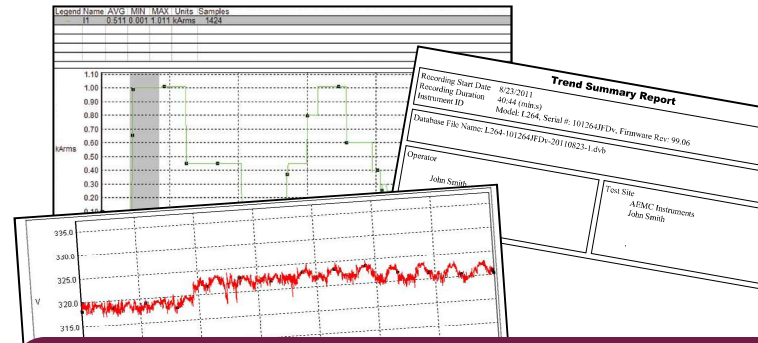 Legend Name AVG MIN MAX Units Samples
I1 0.511 0.001 1.011 kArms 1424
1.10
1.00
0.90
0.80
0.70
0.60
kArms
0.50
0.40
0.30
0.20
0.10
Trend Summary Report
Recording Start Date 8/23/2011
Recording Duration 40:44 (min:s)
Instrument ID Model: L264, Serial #: 101264JFDv, Firmware Rev: 99.06
Database File Name: L264-101264JFDv-20110823-1.dvb
Operator
John Smith
Test Site
AEMC Instruments
John Smith
335.0
330.0
325.0
V
320.0
315.0